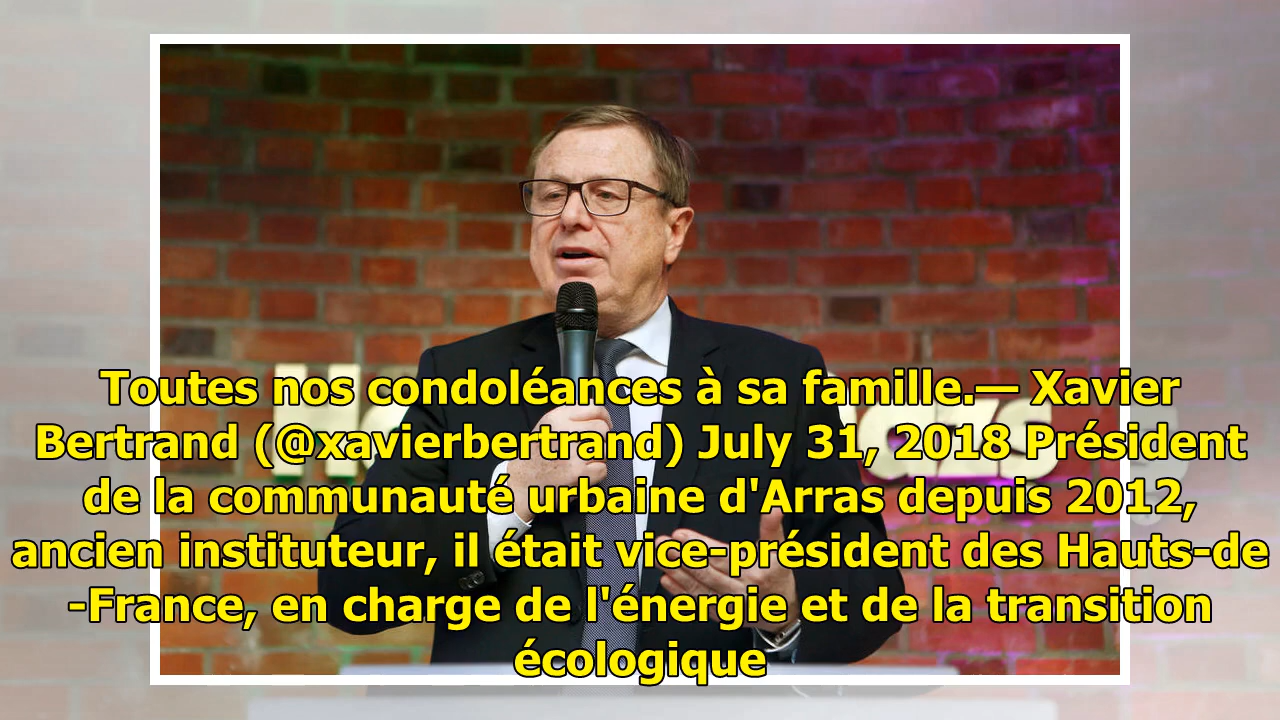 Toutes nos condoléances à sa famille.— Xavier
Bertrand (@xavierbertrand) July 31, 2018 Président
de la communauté urbaine d'Arras depuis 2012,
ancien instituteur, il était vice-président des Hauts-de
-France, en charge de l'énergie et de la transition
écologique